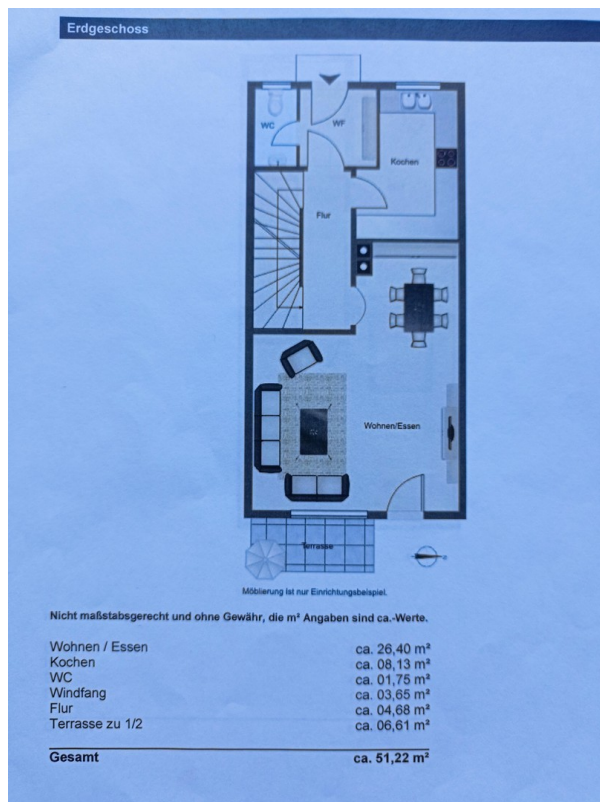 Erdgeschoss
WC
WF
Kochen
Flur
Wohnen/Essen
Terrasse
Möblierung ist nur Einrichtungsbeispiel.
Nicht maßstabsgerecht und ohne Gewähr, die m² Angaben sind ca.-Werte.
Wohnen / Essen ca. 26,40 m²
Kochen ca. 08,13 m²
WC ca. 01,75 m²
Windfang ca. 03,65 m²
Flur ca. 04,68 m²
Terrasse zu 1/2 ca. 06,61 m²
Gesamt ca. 51,22 m²